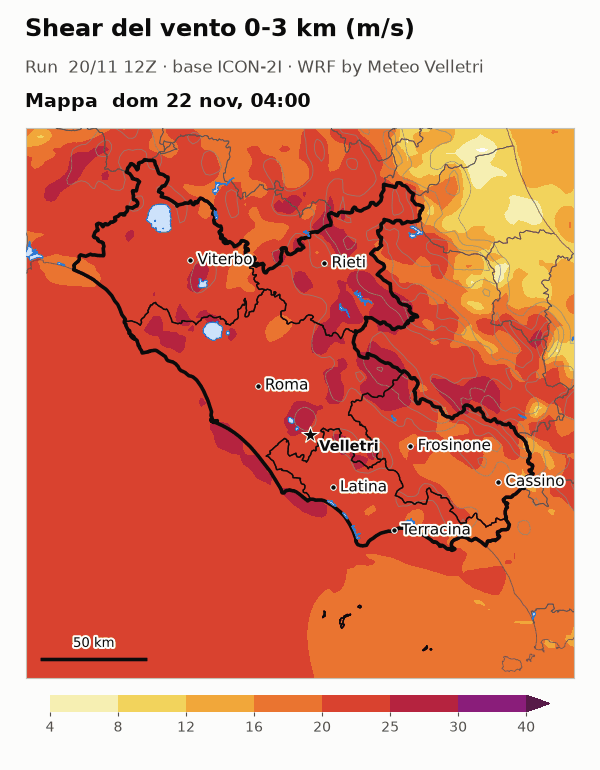 Shear del vento 0-3 km (m/s)
Run  20/11 12Z · base ICON-2I · WRF by Meteo Velletri
Mappa  dom 22 nov, 04:00
Viterbo
Rieti
Roma
Velletri
Frosinone
Latina
Cassino
Terracina
50 km
4 8 12 16 20 25 30 40